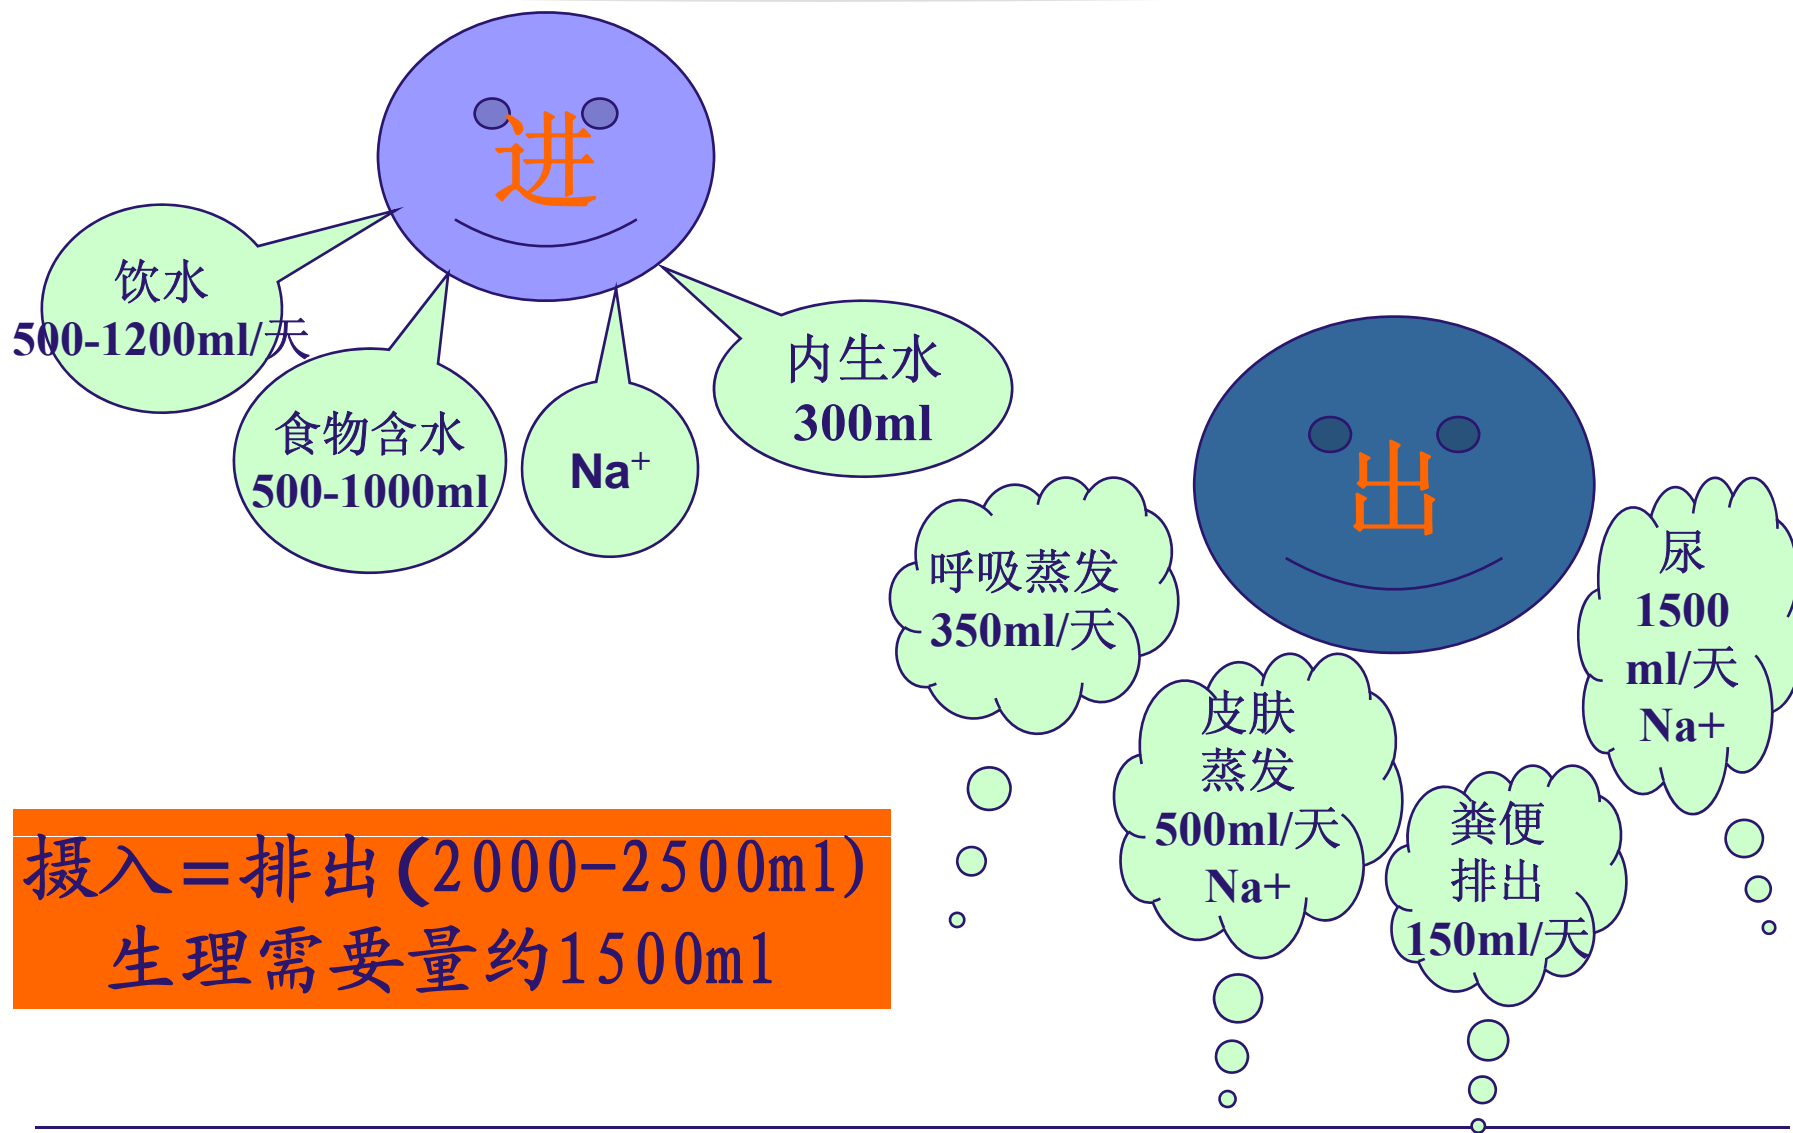 进
饮水
500-1200ml/天
食物含水
500-1000ml
Na⁺
内生水
300ml
出
呼吸蒸发
350ml/天
皮肤
蒸发
500ml/天
Na+
粪便
排出
150ml/天
尿
1500
ml/天
Na+
摄入=排出(2000-2500ml)
生理需要量约1500ml